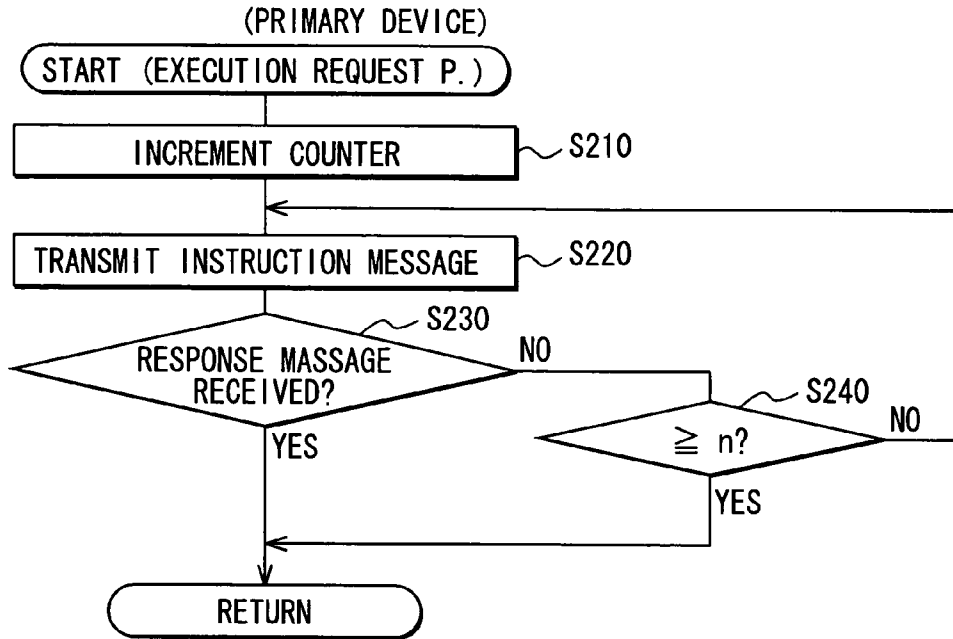 (PRIMARY DEVICE)
START (EXECUTION REQUEST P.)
INCREMENT COUNTER
S210
TRANSMIT INSTRUCTION MESSAGE
S220
S230
RESPONSE MASSAGE
RECEIVED?
NO
S240
≧ n?
NO
YES
YES
RETURN